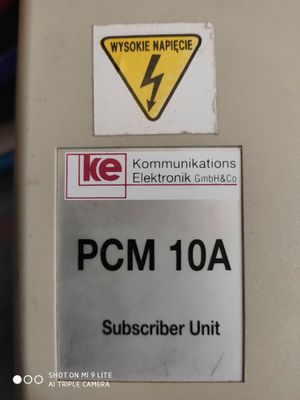 WYSOKIE NAPIĘCIE
ke
Kommunikations
Elektronik GmbH&Co
PCM 10A
Subscriber Unit
SHOT ON MI 9 LITE
AI TRIPLE CAMERA